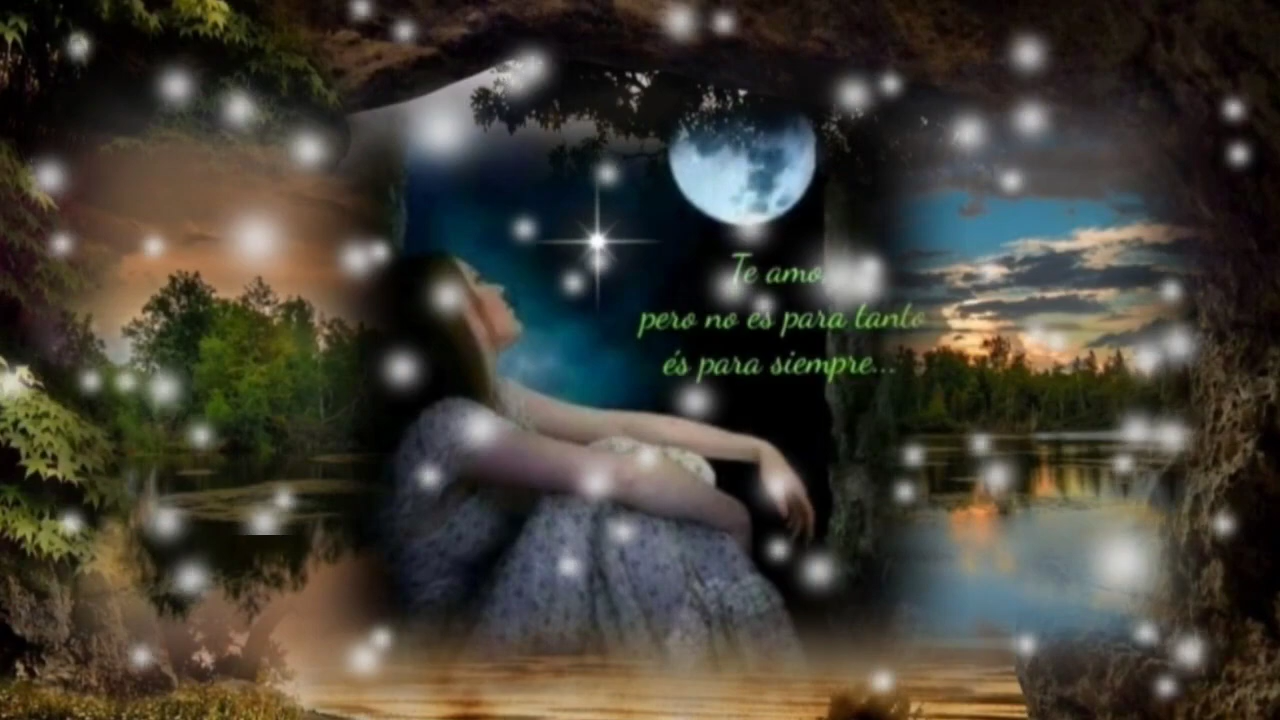 Te amo,
pero no es para tanto
és para siempre...